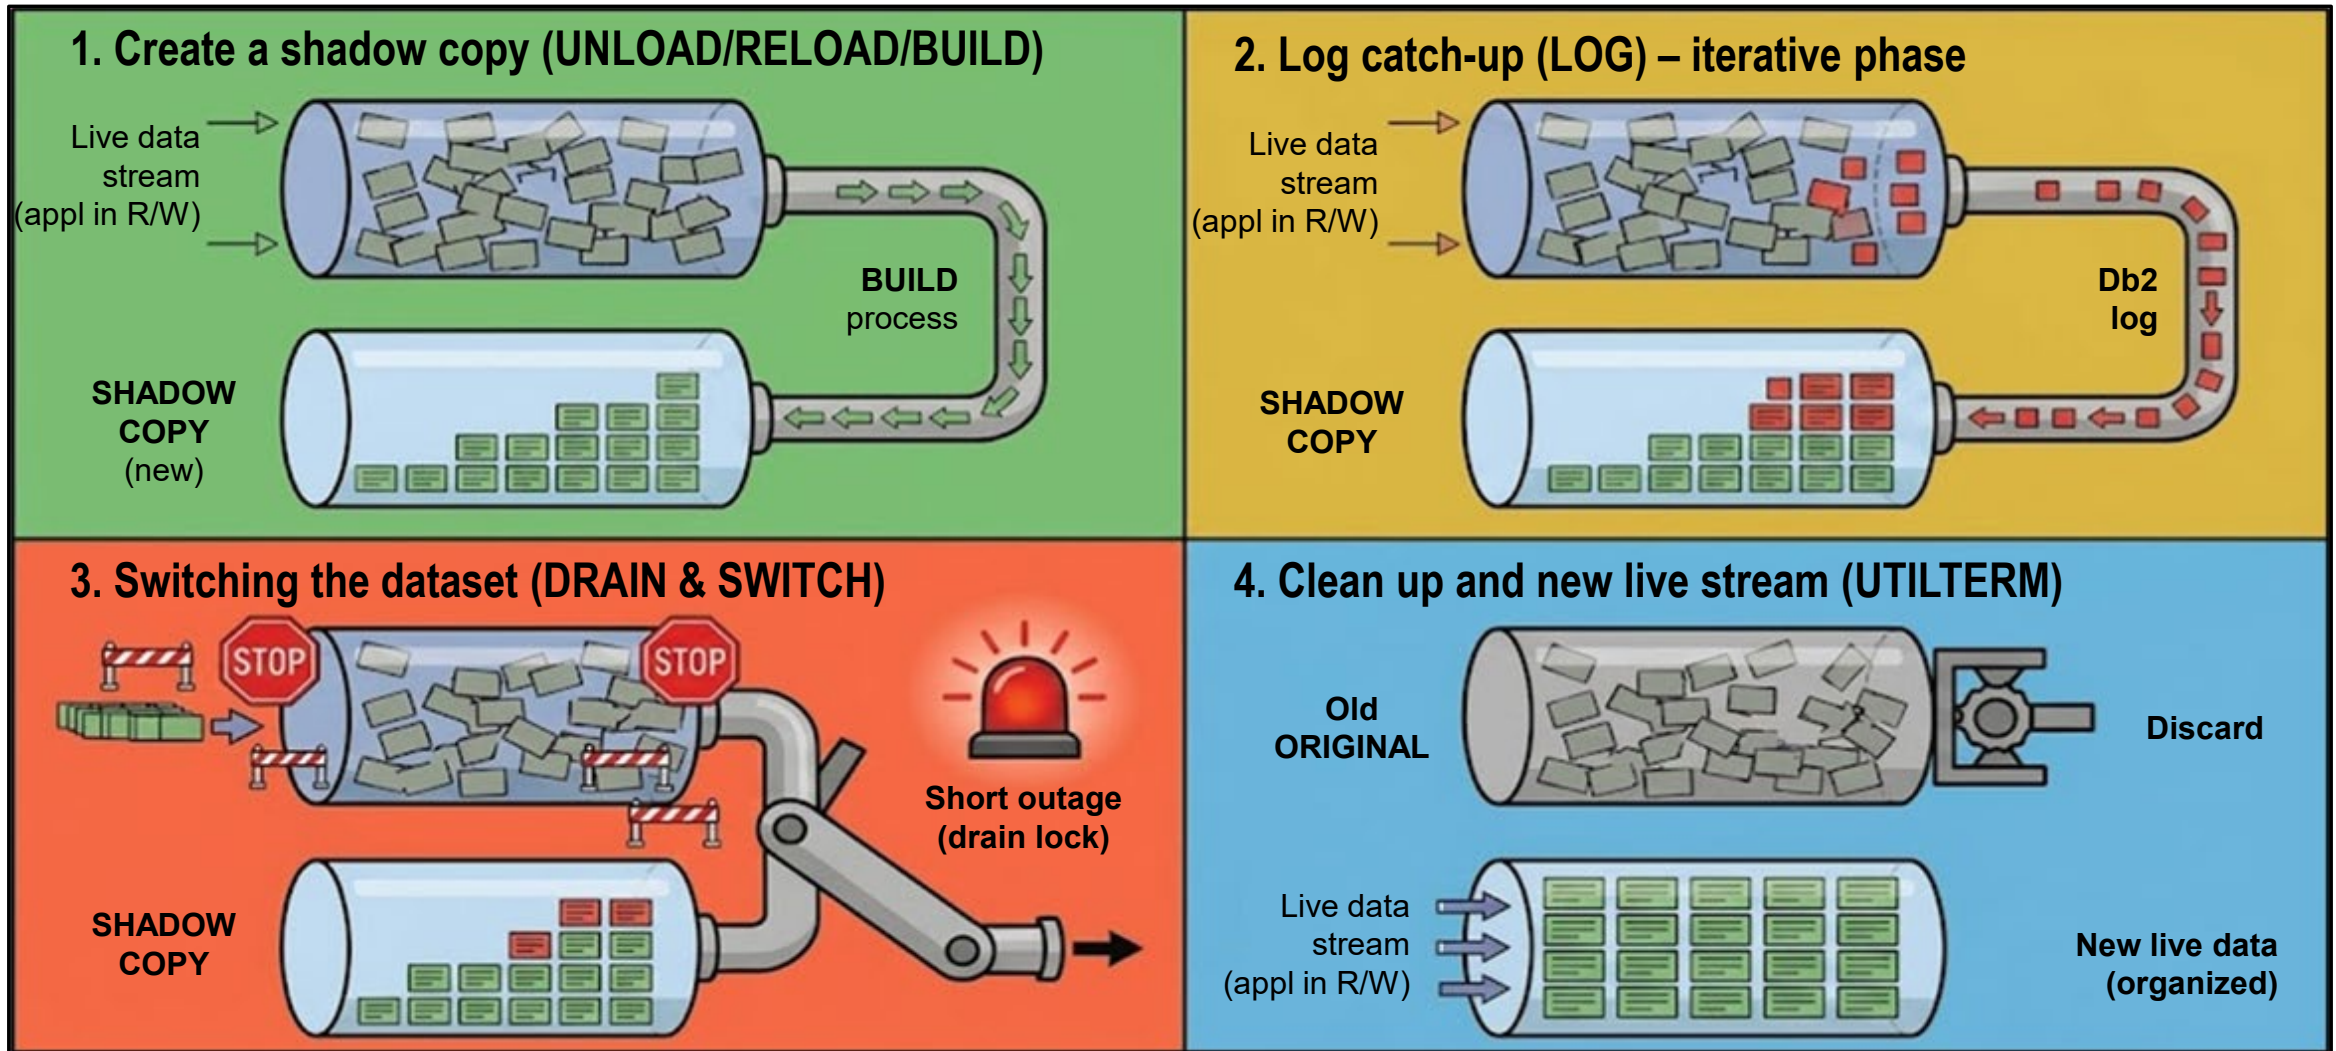 1. Create a shadow copy (UNLOAD/RELOAD/BUILD)
Live data
stream
(appl in R/W)
BUILD
process
SHADOW
COPY
(new)
2. Log catch-up (LOG) – iterative phase
Live data
stream
(appl in R/W)
Db2
log
SHADOW
COPY
3. Switching the dataset (DRAIN & SWITCH)
STOP
STOP
Short outage
(drain lock)
SHADOW
COPY
4. Clean up and new live stream (UTILTERM)
Old
ORIGINAL
Discard
Live data
stream
(appl in R/W)
New live data
(organized)